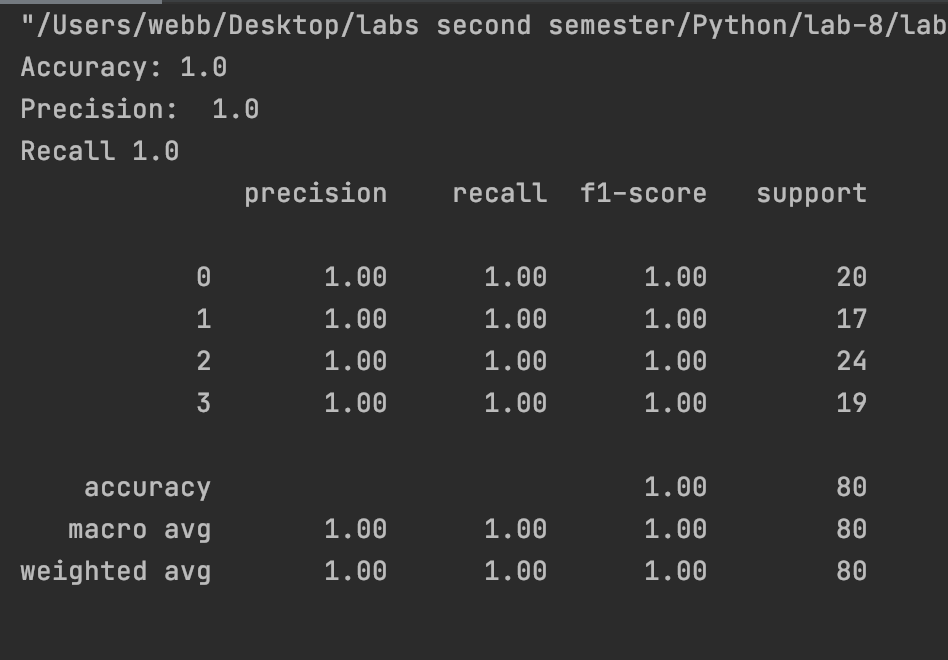 "/Users/webb/Desktop/labs second semester/Python/lab-8/lab
Accuracy: 1.0
Precision:  1.0
Recall 1.0
              precision    recall  f1-score   support

           0       1.00      1.00      1.00        20
           1       1.00      1.00      1.00        17
           2       1.00      1.00      1.00        24
           3       1.00      1.00      1.00        19

    accuracy                           1.00        80
   macro avg       1.00      1.00      1.00        80
weighted avg       1.00      1.00      1.00        80